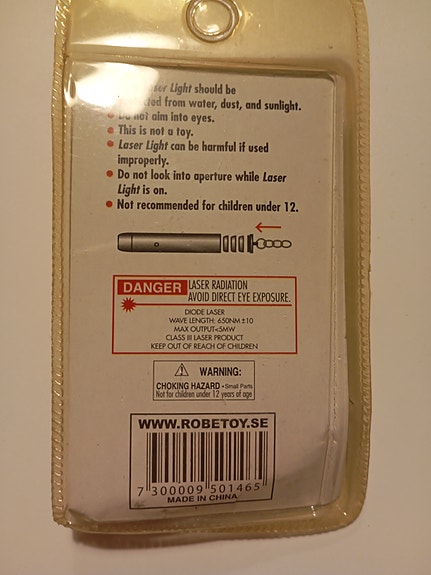 Laser Light should be
from water, dust, and sunlight.
Do not aim into eyes.
This is not a toy.
Laser Light can be harmful if used
improperly.
Do not look into aperture while Laser
Light is on.
Not recommended for children under 12.
DANGER LASER RADIATION
AVOID DIRECT EYE EXPOSURE.
DIODE LASER
WAVE LENGTH: 650NM ±10
MAX OUTPUT<5MW
CLASS III LASER PRODUCT
KEEP OUT OF REACH OF CHILDREN
WARNING:
CHOKING HAZARD - Small Parts
Not for children under 12 years of age
WWW.ROBETOY.SE
7 300009 501465
MADE IN CHINA